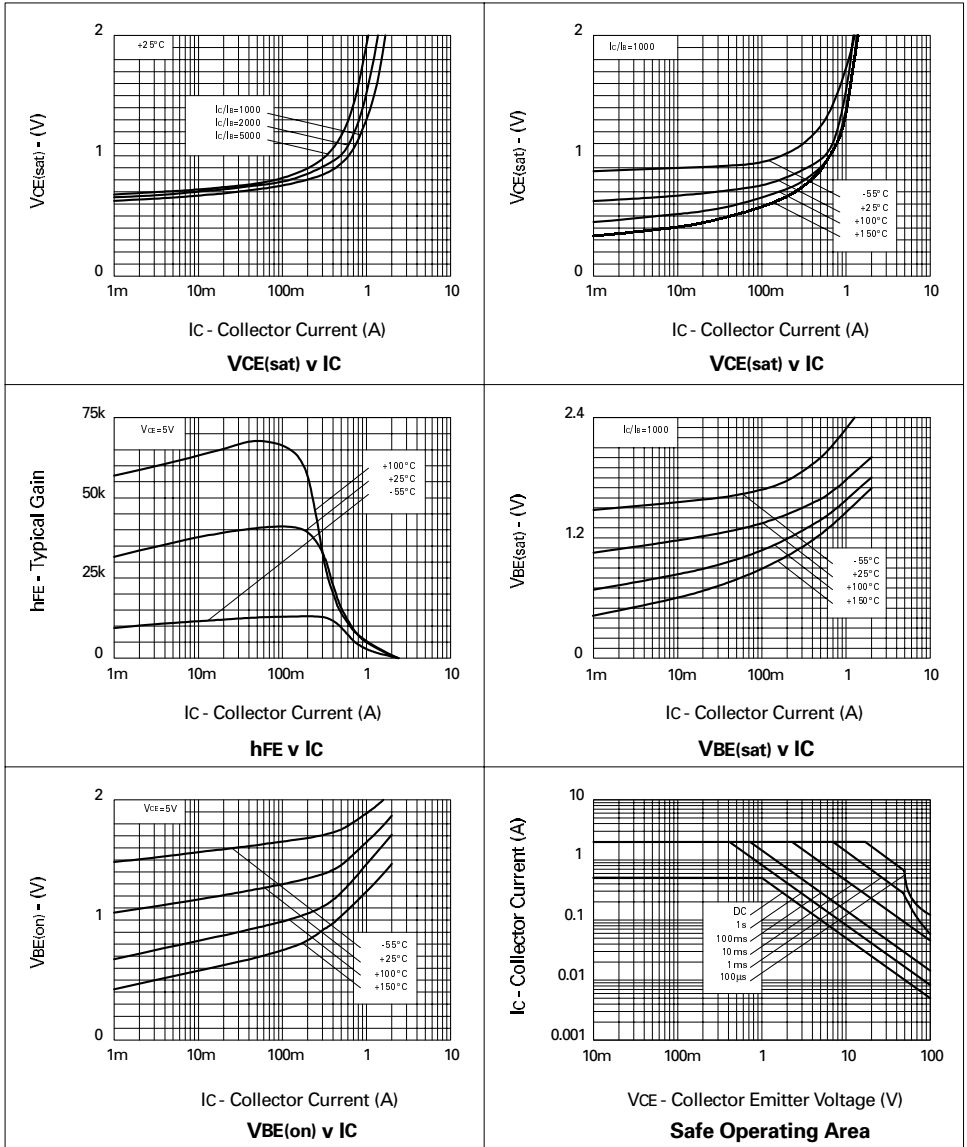 2
+25°C
IC/IB=1000
IC/IB=2000
IC/IB=5000
1
0
VCE(sat) - (V)
1m 10m 100m 1 10
IC - Collector Current (A)
VCE(sat) v IC
2
IC/IB=1000
1
0
VCE(sat) - (V)
-55°C
+25°C
+100°C
+150°C
1m 10m 100m 1 10
IC - Collector Current (A)
VCE(sat) v IC
75k
VCE=5V
50k
25k
0
hFE - Typical Gain
+100°C
+25°C
-55°C
1m 10m 100m 1 10
IC - Collector Current (A)
hFE v IC
2.4
IC/IB=1000
1.2
0
VBE(sat) - (V)
-55°C
+25°C
+100°C
+150°C
1m 10m 100m 1 10
IC - Collector Current (A)
VBE(sat) v IC
2
VCE=5V
1
0
VBE(on) - (V)
-55°C
+25°C
+100°C
+150°C
1m 10m 100m 1 10
IC - Collector Current (A)
VBE(on) v IC
10
1
0.1
0.01
0.001
IC - Collector Current (A)
DC
1s
100ms
10ms
1ms
100µs
10m 100m 1 10 100
VCE - Collector Emitter Voltage (V)
Safe Operating Area